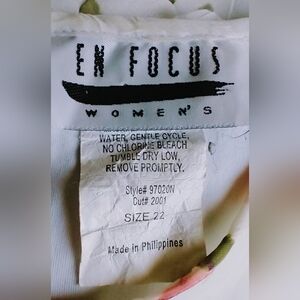 EN FOCUS
WOMEN'S
WATER, GENTLE CYCLE,
NO CHLORINE BLEACH
TUMBLE DRY LOW,
REMOVE PROMPTLY.
Style# 97020N
Cut# 2001
SIZE 22
Made in Philippines